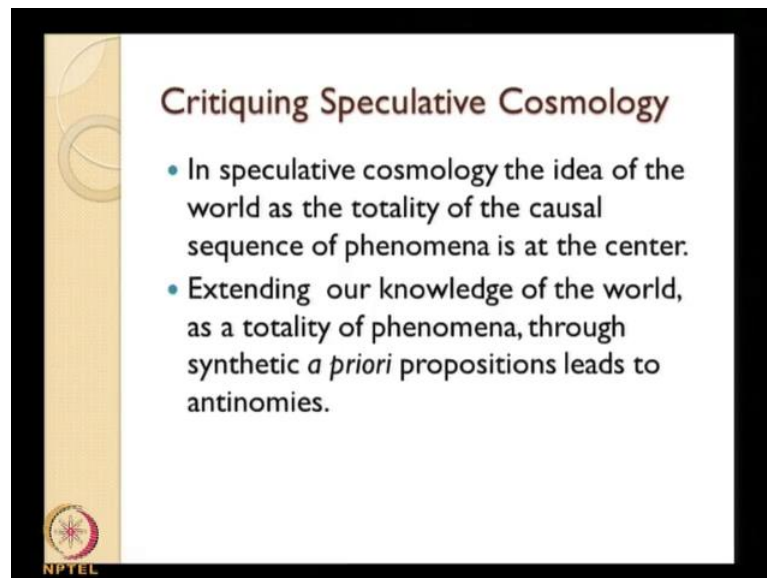 Critiquing Speculative Cosmology
• In speculative cosmology the idea of the
world as the totality of the causal
sequence of phenomena is at the center.
• Extending our knowledge of the world,
as a totality of phenomena, through
synthetic a priori propositions leads to
antinomies.
NPTEL